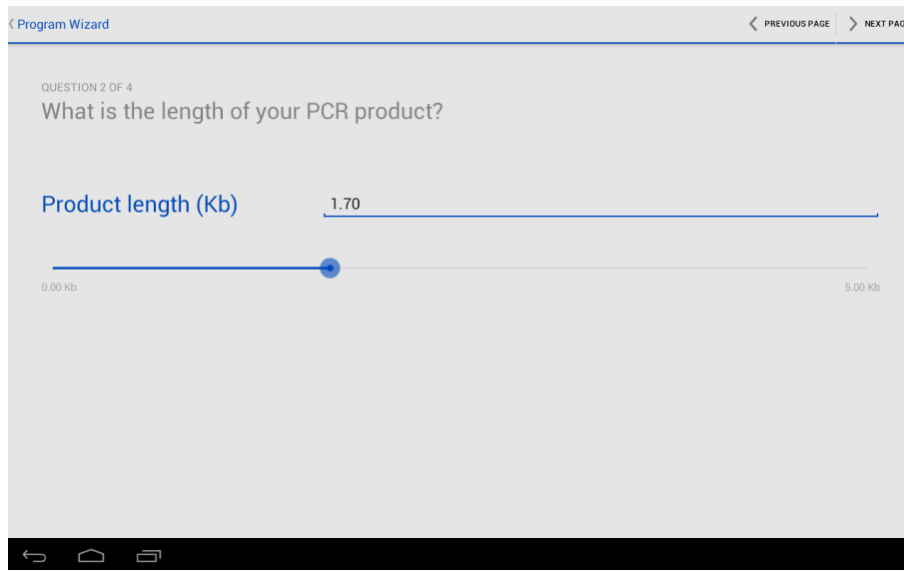 Program Wizard
PREVIOUS PAGE
NEXT PAG
QUESTION 2 OF 4
What is the length of your PCR product?
Product length (Kb)
1.70
0.00 Kb
5.00 Kb